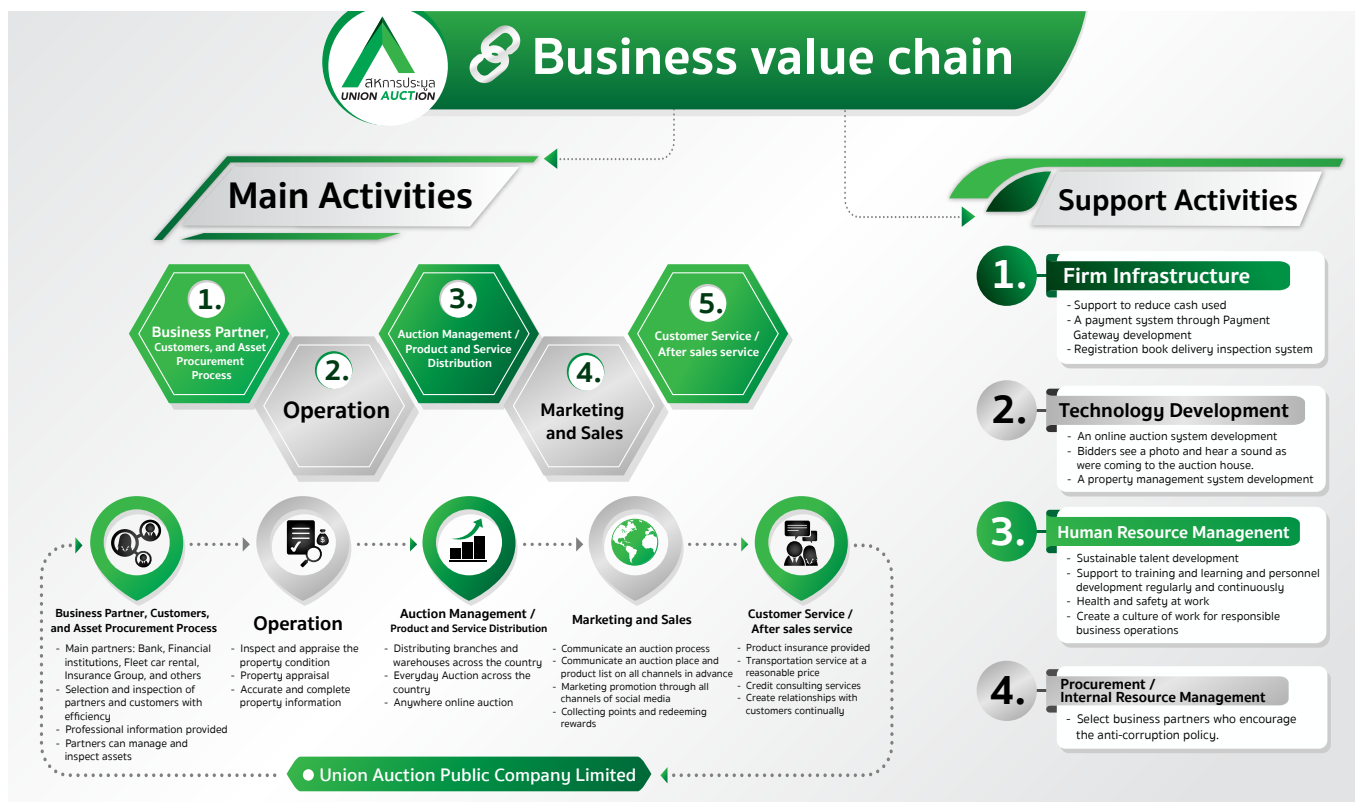 สหการประมูล
UNION AUCTION
Business value chain
Main Activities
1.
Business Partner,
Customers, and Asset
Procurement
Process
2.
Operation
3.
Auction Management /
Product and Service
Distribution
4.
Marketing
and Sales
5.
Customer Service /
After sales service
Business Partner, Customers,
and Asset Procurement Process
- Main partners: Bank, Financial
institutions, Fleet car rental,
Insurance Group, and others
- Selection and inspection of
partners and customers with
efficiency
- Professional information provided
- Partners can manage and
inspect assets
Operation
- Inspect and appraise the
property condition
- Property appraisal
- Accurate and complete
property information
Auction Management /
Product and Service Distribution
- Distributing branches and
warehouses across the country
- Everyday Auction across the
country
- Anywhere online auction
Marketing and Sales
- Communicate an auction process
- Communicate an auction place and
product list on all channels in advance
- Marketing promotion through all
channels of social media
- Collecting points and redeeming
rewards
Customer Service /
After sales service
- Product insurance provided
- Transportation service at a
reasonable price
- Credit consulting services
- Create relationships with
customers continually
Union Auction Public Company Limited
Support Activities
1.
Firm Infrastructure
- Support to reduce cash used
- A payment system through Payment
Gateway development
- Registration book delivery inspection system
2.
Technology Development
- An online auction system development
- Bidders see a photo and hear a sound as
were coming to the auction house.
- A property management system development
3.
Human Resource Managenent
- Sustainable talent development
- Support to training and learning and personnel
development regularly and continuously
- Health and safety at work
- Create a culture of work for responsible
business operations
4.
Procurement /
Internal Resource Management
- Select business partners who encourage
the anti-corruption policy.